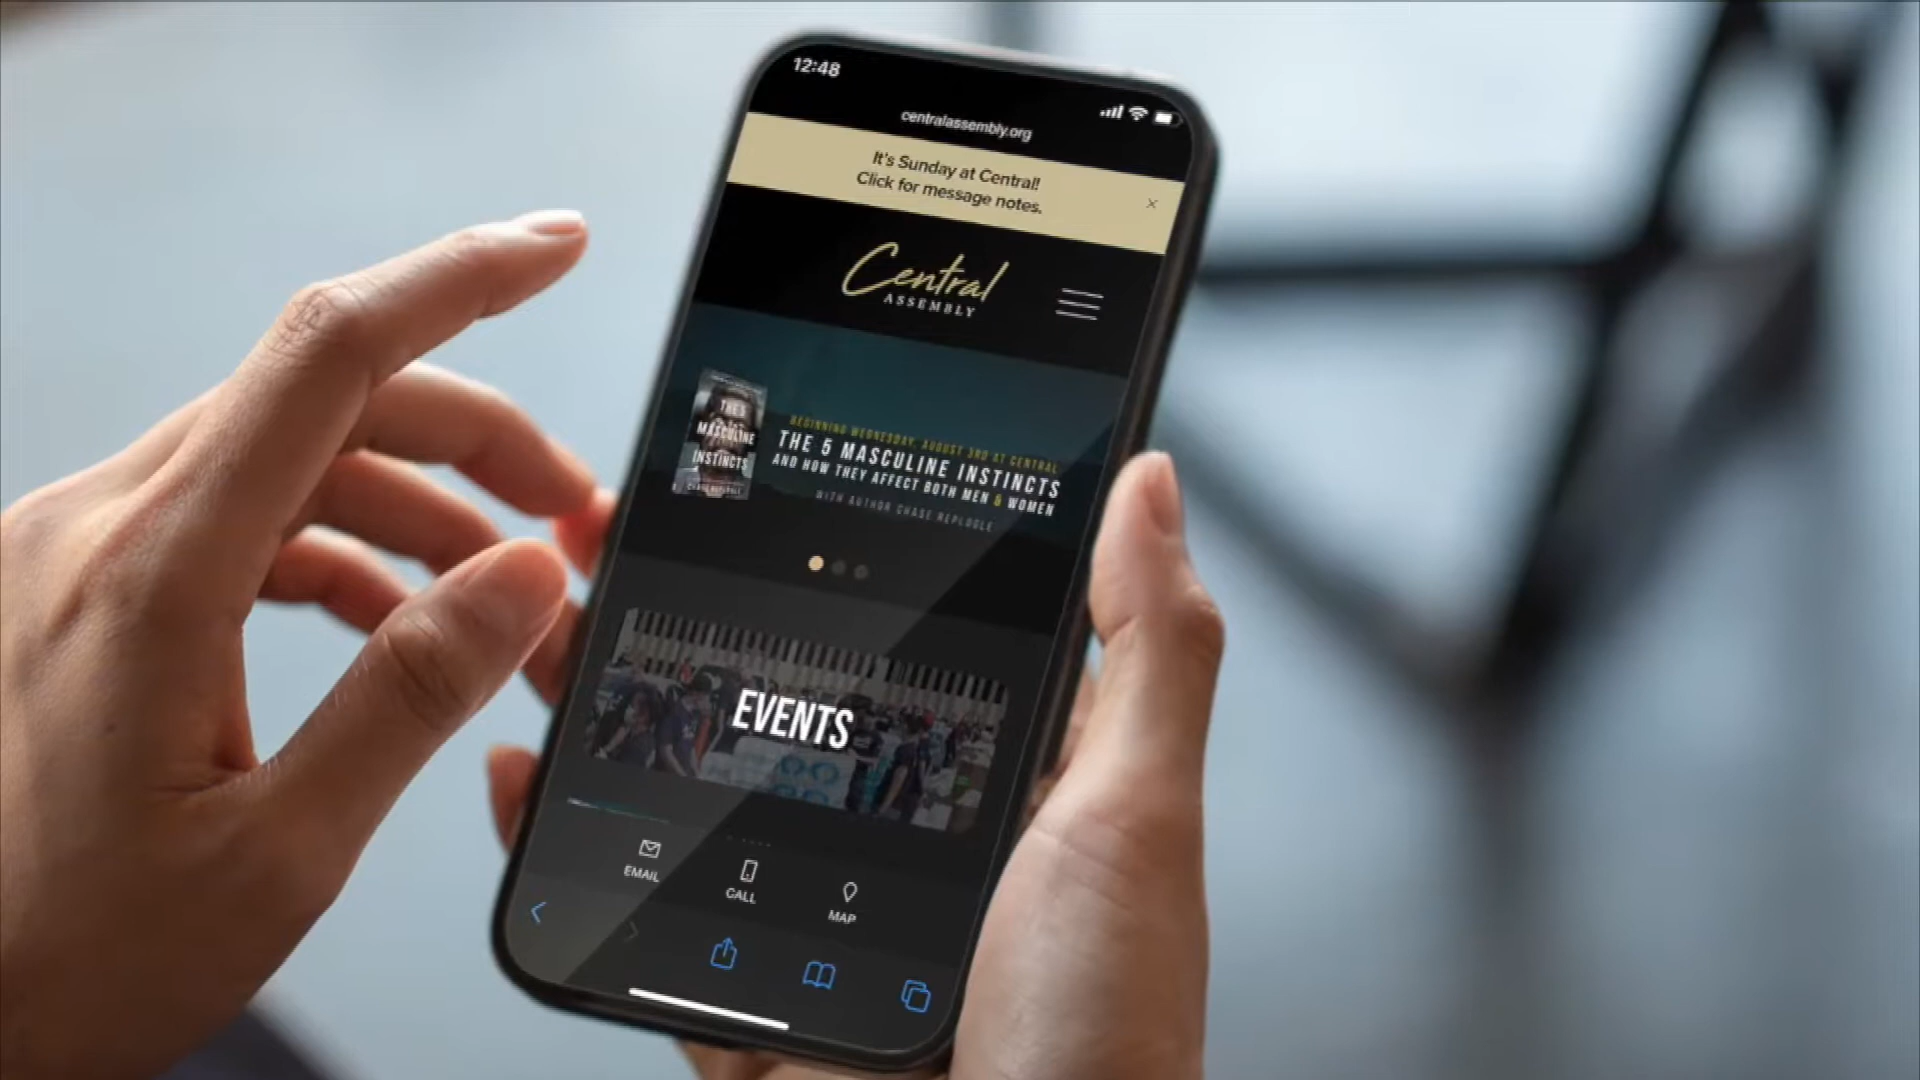 12:48
centralassembly.org
It's Sunday at Central!
Click for message notes.
Central
ASSEMBLY
THE 5
MASCULINE
INSTINCTS
CHASE REPLOGLE
BEGINNING WEDNESDAY, AUGUST 3RD AT CENTRAL
THE 5 MASCULINE INSTINCTS
AND HOW THEY AFFECT BOTH MEN & WOMEN
WITH AUTHOR CHASE REPLOGLE
EVENTS
EMAIL
CALL
MAP